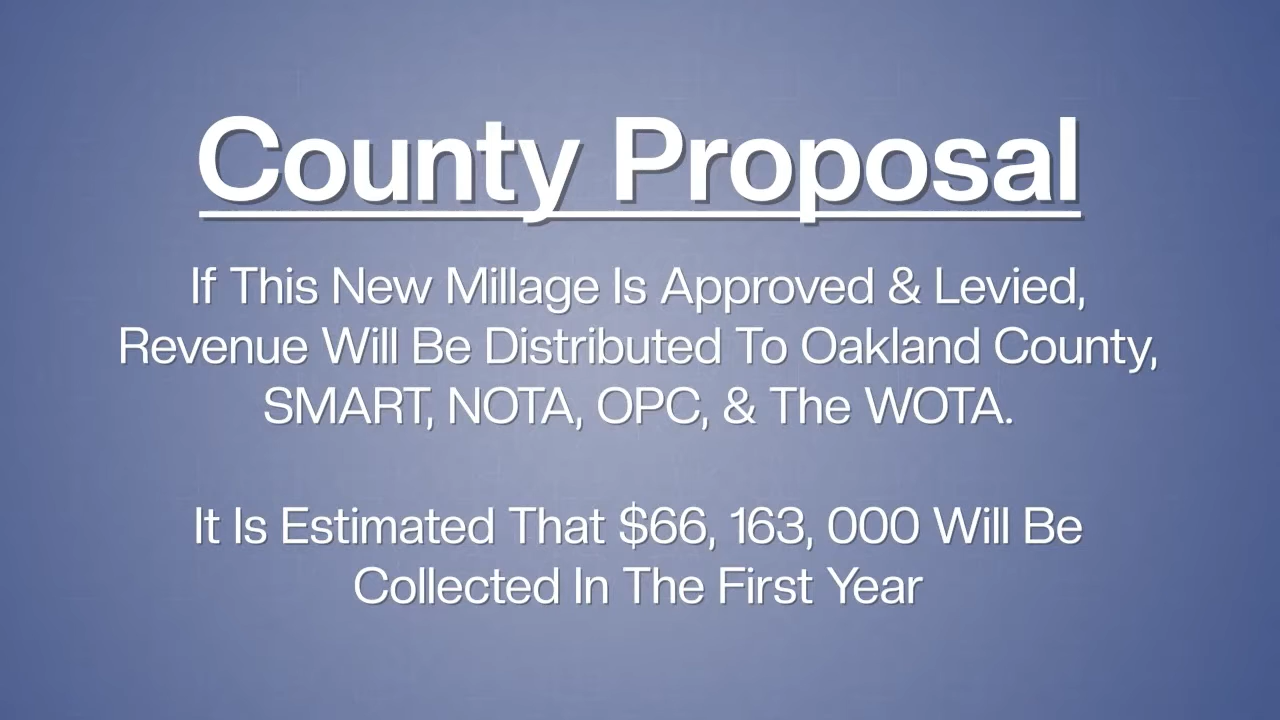 County Proposal
If This New Millage Is Approved & Levied,
Revenue Will Be Distributed To Oakland County,
SMART, NOTA, OPC, & The WOTA.
It Is Estimated That $66, 163, 000 Will Be
Collected In The First Year